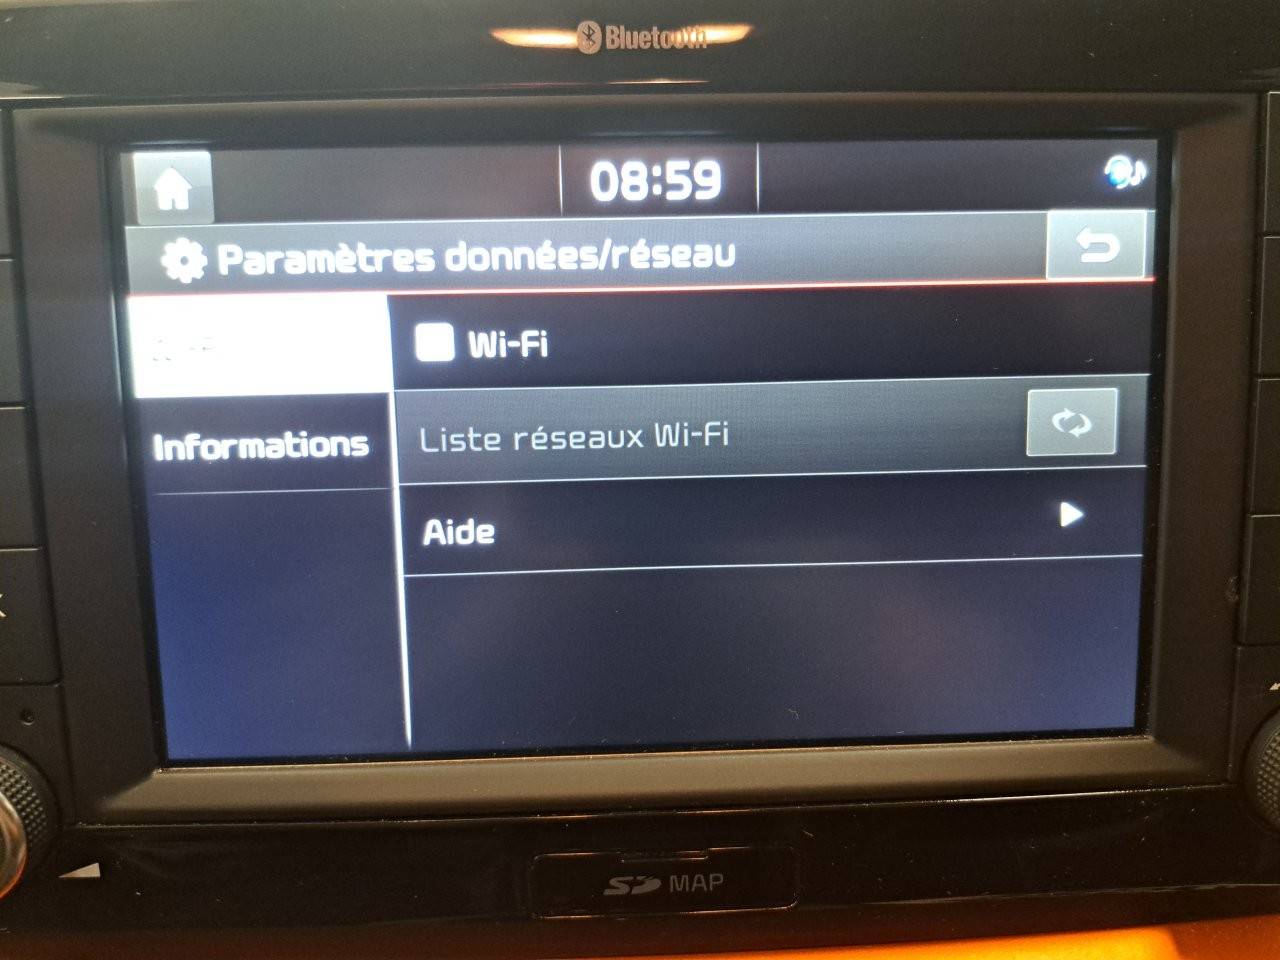 Bluetooth
08:59
Paramètres données/réseau
Wi-Fi
Informations
Liste réseaux Wi-Fi
Aide
SD MAP